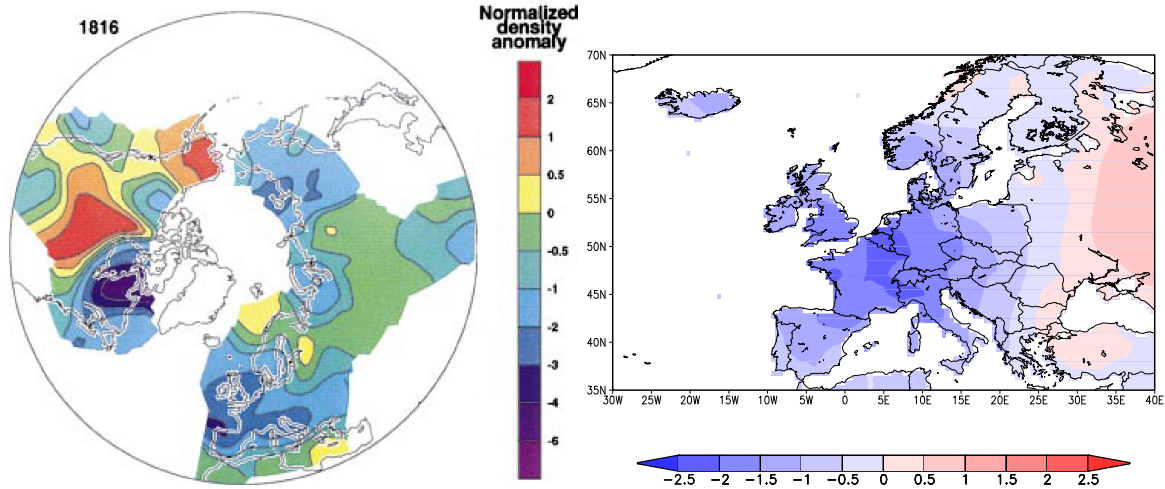 1816
Normalized
density
anomaly
2
1
0.5
0
-0.5
-1
-2
-3
-4
-5
70N
65N
60N
55N
50N
45N
40N
35N
30W 25W 20W 15W 10W 5W 0 5E 10E 15E 20E 25E 30E 35E 40E
-2.5 -2 -1.5 -1 -0.5 0 0.5 1 1.5 2 2.5